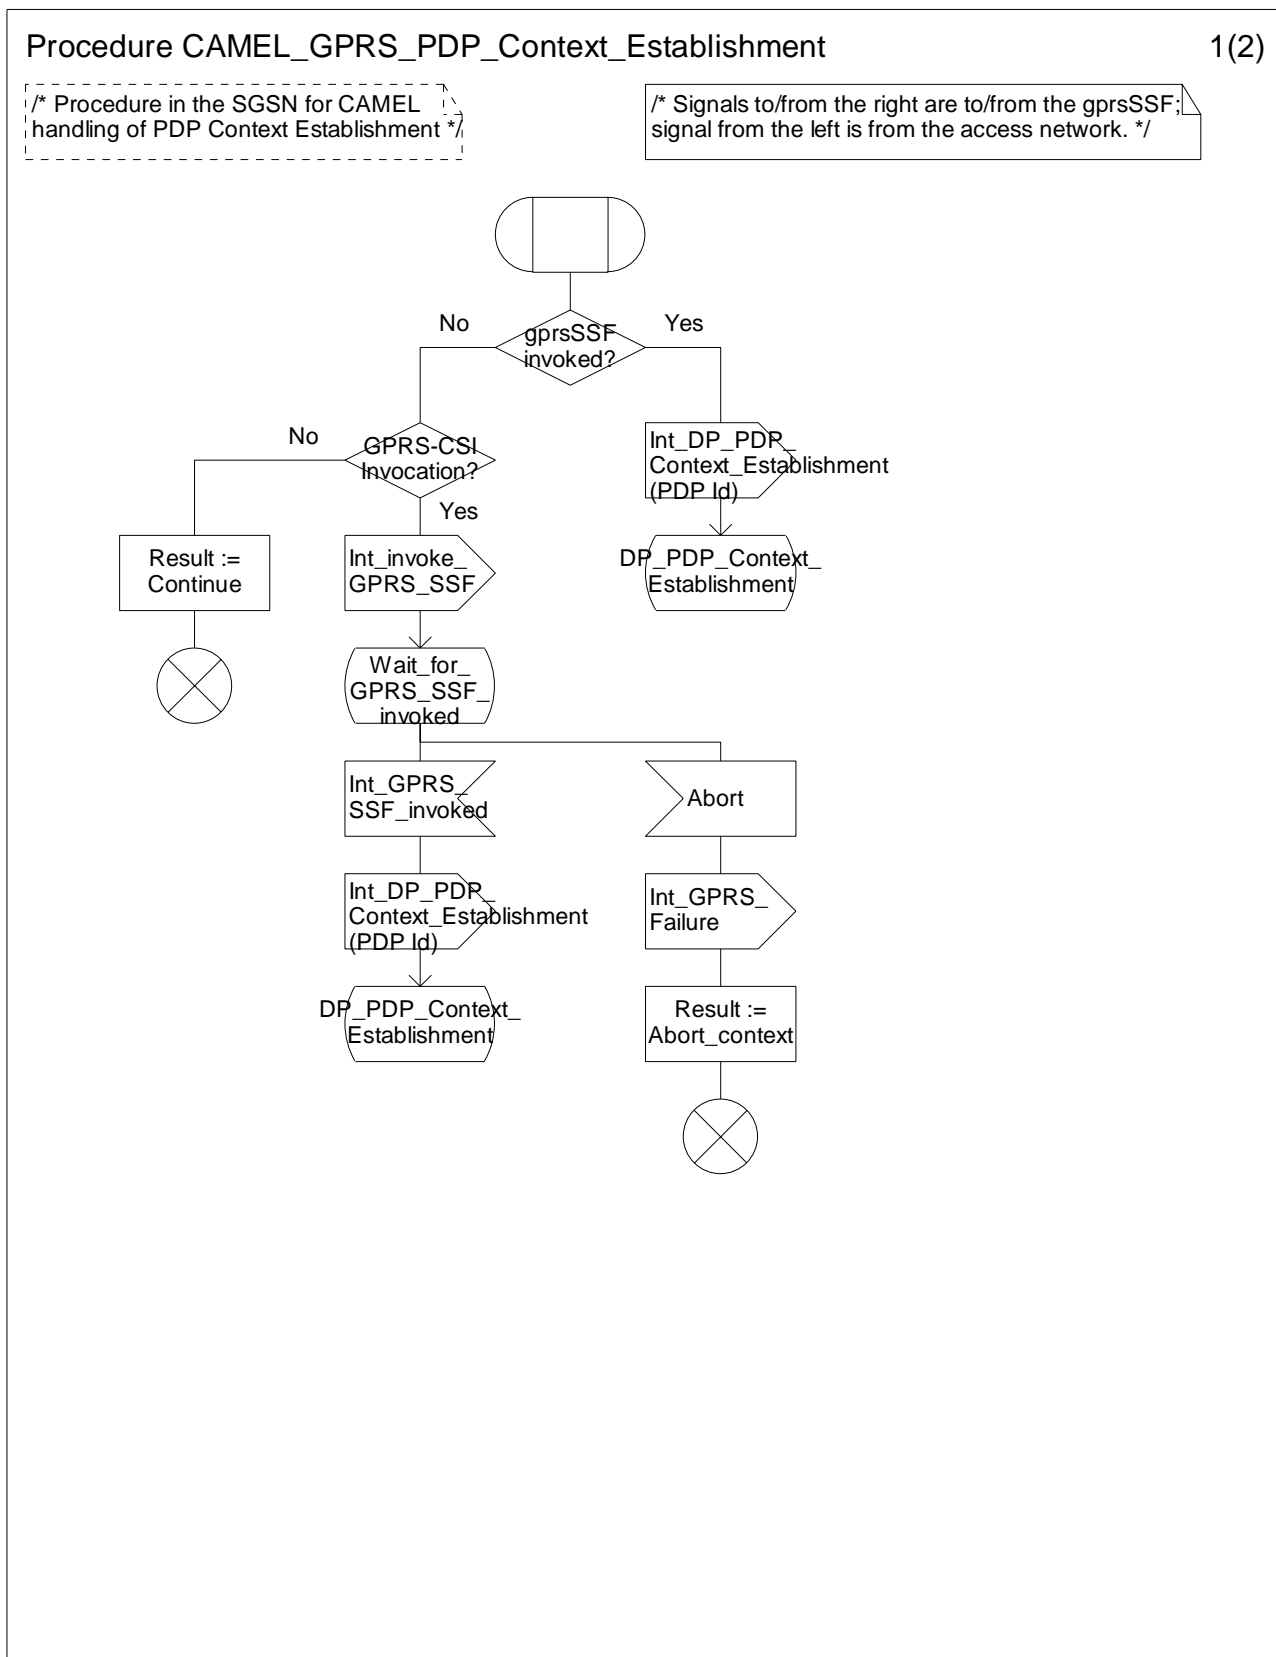 Procedure CAMEL_GPRS_PDP_Context_Establishment
1(2)
/* Procedure in the SGSN for CAMEL
handling of PDP Context Establishment */
/* Signals to/from the right are to/from the gprsSSF;
signal from the left is from the access network. */
gprsSSF
invoked?
No
Yes
GPRS-CSI
Invocation?
No
Yes
Int_DP_PDP_
Context_Establishment
(PDP Id)
Result :=
Continue
Int_invoke_
GPRS_SSF
DP_PDP_Context_
Establishment
Wait_for_
GPRS_SSF_
invoked
Int_GPRS_
SSF_invoked
Abort
Int_DP_PDP_
Context_Establishment
(PDP Id)
Int_GPRS_
Failure
DP_PDP_Context_
Establishment
Result :=
Abort_context